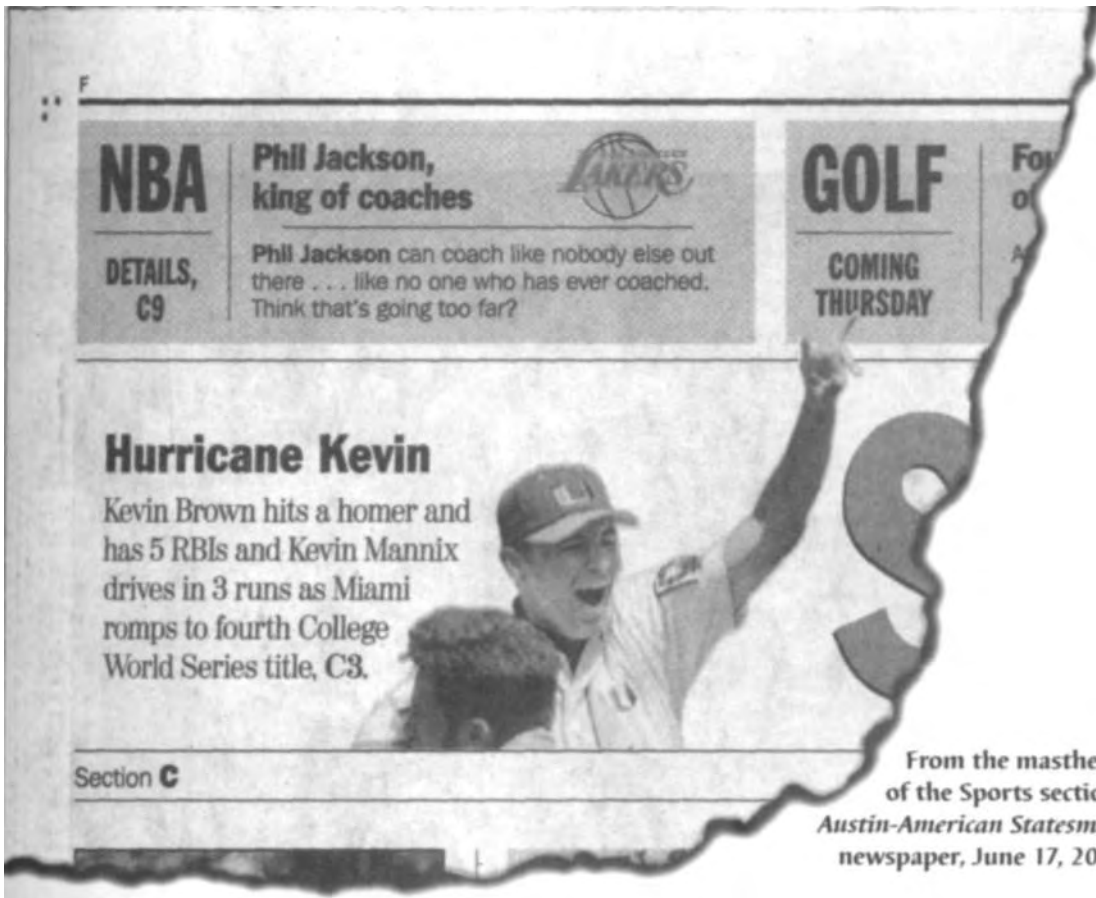 F
NBA
DETAILS,
C9
Phil Jackson,
king of coaches
LAKERS
Phil Jackson can coach like nobody else out
there . . . like no one who has ever coached.
Think that's going too far?
GOLF
COMING
THURSDAY
Fou
of
A
Hurricane Kevin
Kevin Brown hits a homer and
has 5 RBIs and Kevin Mannix
drives in 3 runs as Miami
romps to fourth College
World Series title, C3.
U
S
Section C
From the masthe
of the Sports sectio
Austin-American Statesm
newspaper, June 17, 20